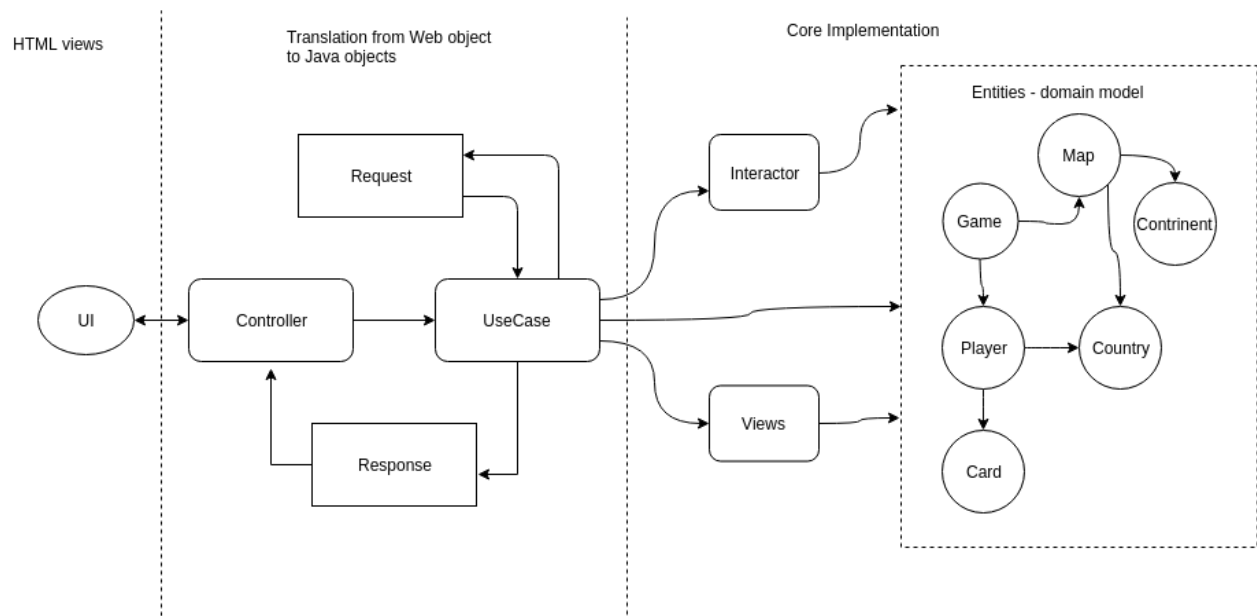 HTML views
Translation from Web object
to Java objects
Core Implementation
Entities - domain model
Map
Request
Interactor
Game
Contrinent
UI
Controller
UseCase
Player
Country
Views
Response
Card